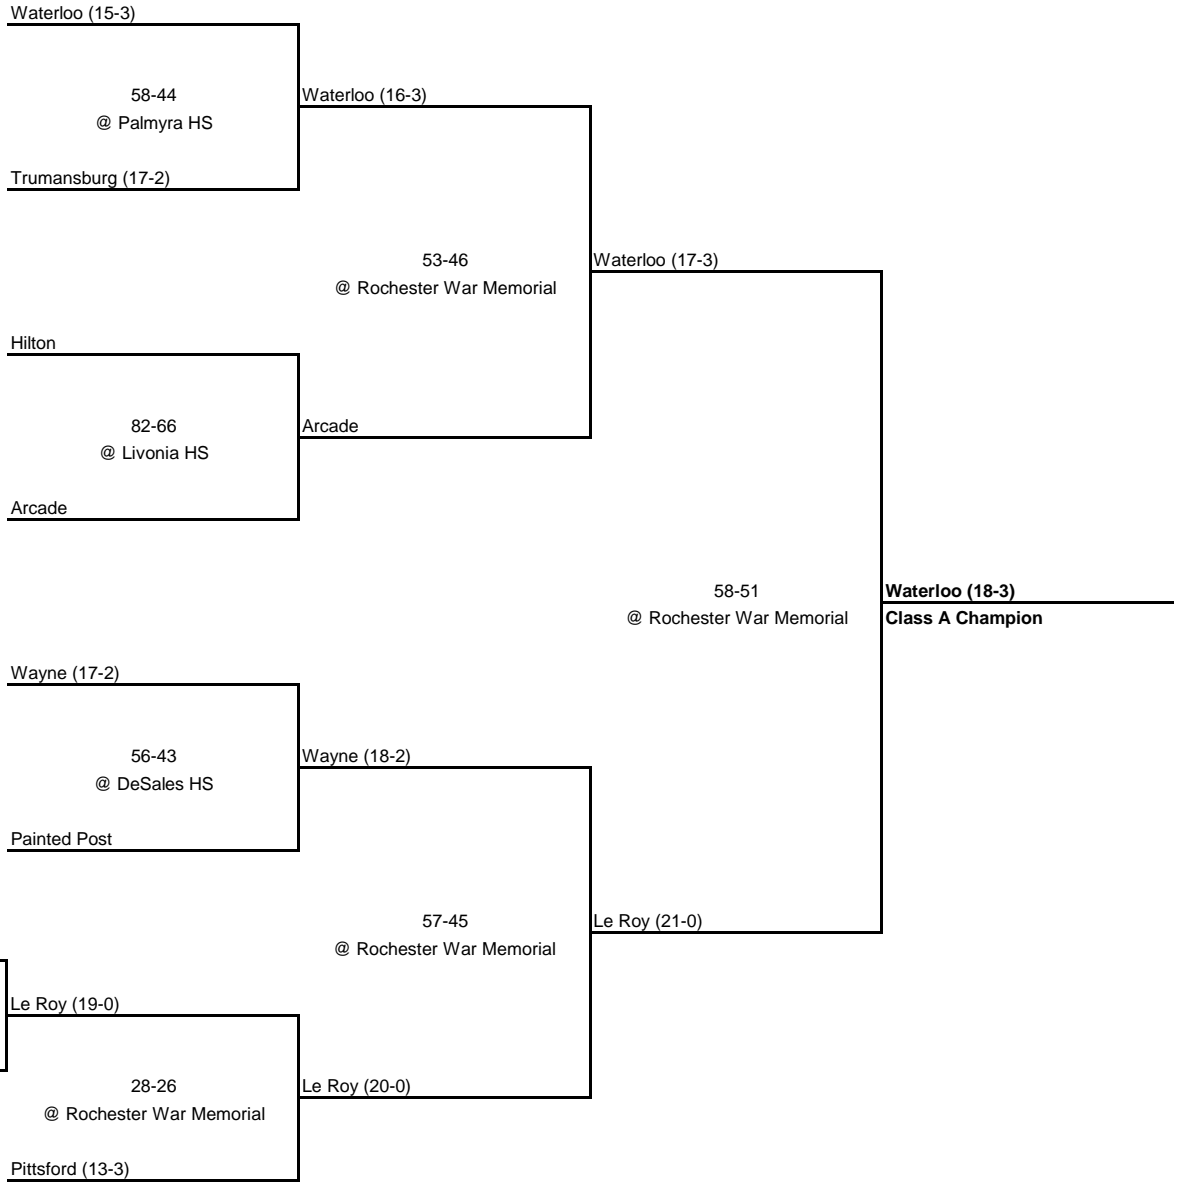 Waterloo (15-3)
58-44
@ Palmyra HS
Waterloo (16-3)
Trumansburg (17-2)
53-46
@ Rochester War Memorial
Waterloo (17-3)
Hilton
82-66
@ Livonia HS
Arcade
Arcade
58-51
@ Rochester War Memorial
Waterloo (18-3)
Class A Champion
Wayne (17-2)
56-43
@ DeSales HS
Wayne (18-2)
Painted Post
57-45
@ Rochester War Memorial
Le Roy (21-0)
Le Roy (19-0)
28-26
@ Rochester War Memorial
Le Roy (20-0)
Pittsford (13-3)